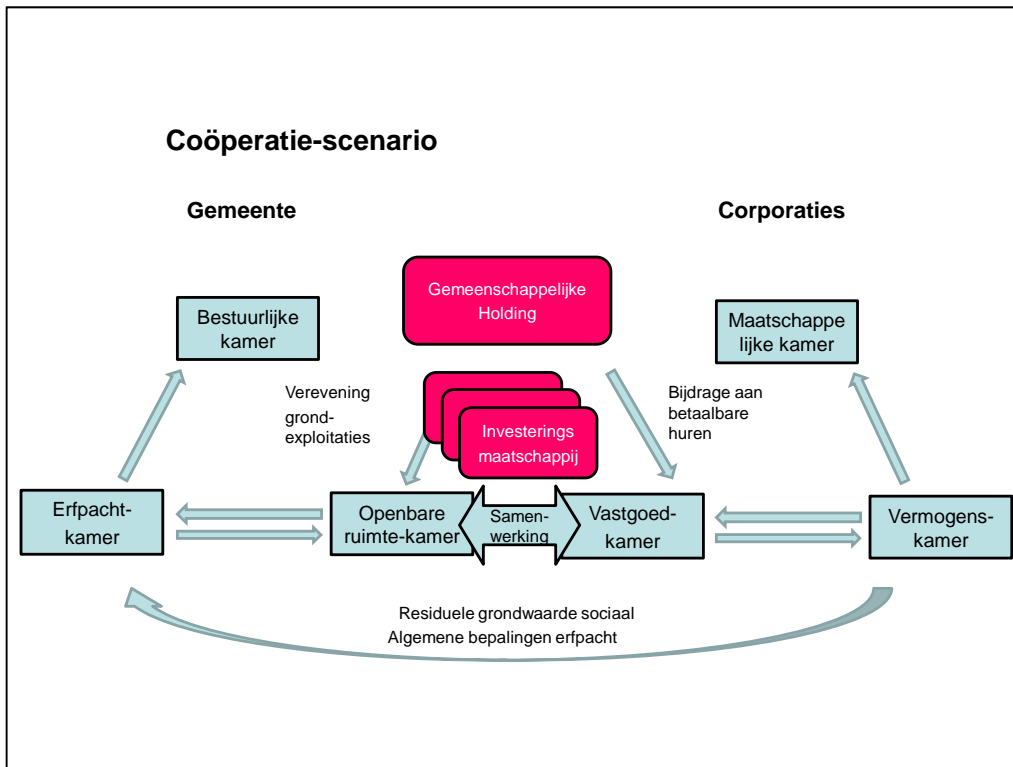 Coöperatie-scenario
Gemeente
Corporaties
Gemeenschappelijke
Holding
Bestuurlijke
kamer
Maatschappe
lijke kamer
Verevening
grond-
exploitaties
Bijdrage aan
betaalbare
huren
Investerings
maatschappij
Erfpacht-
kamer
Openbare
ruimte-kamer
Samen-
werking
Vastgoed-
kamer
Vermogens-
kamer
Residuele grondwaarde sociaal
Algemene bepalingen erfpacht